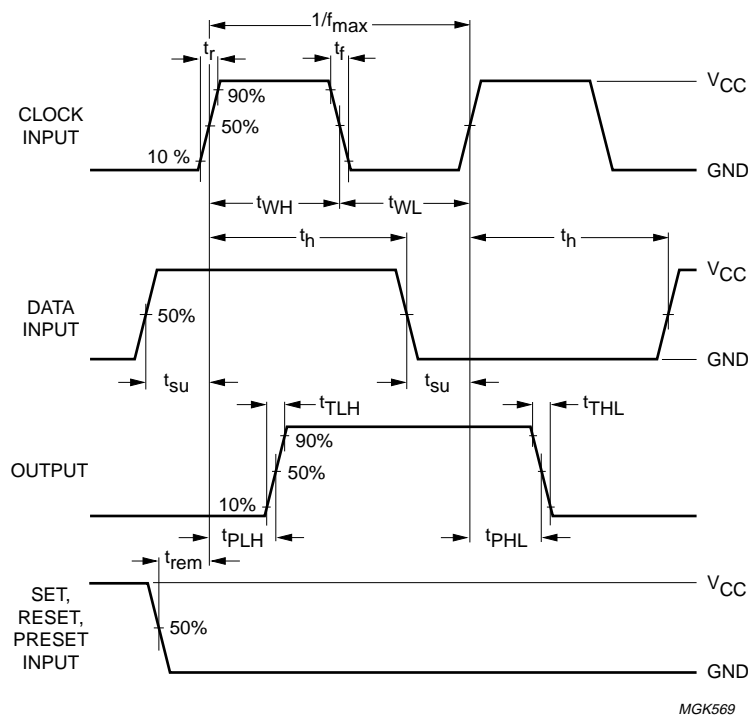 1/fmax
tr
tf
VCC
90%
CLOCK
INPUT
50%
10 %
GND
tWH
tWL
th
th
VCC
DATA
INPUT
50%
GND
tsu
tsu
tTLH
tTHL
90%
OUTPUT
50%
10%
tPLH
tPHL
trem
VCC
SET,
RESET,
PRESET
INPUT
50%
GND
MGK569